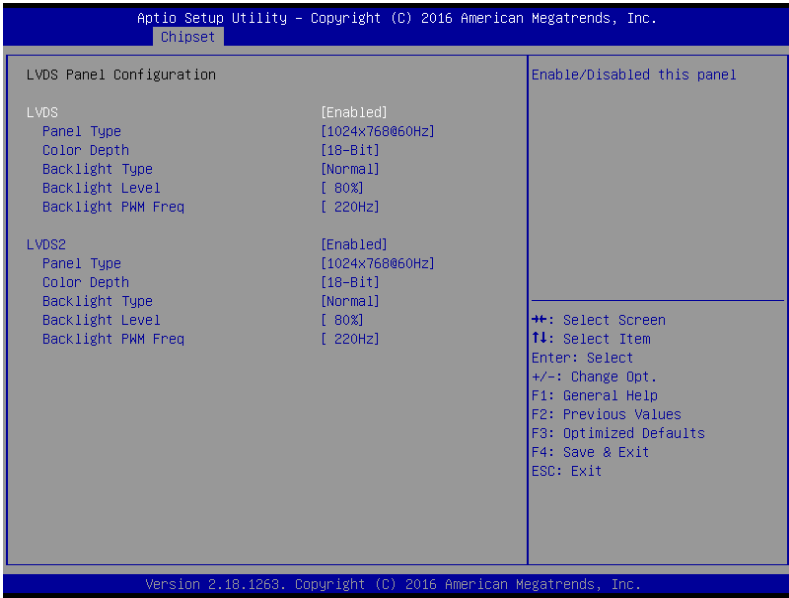 Aptio Setup Utility – Copyright (C) 2016 American Megatrends, Inc.
Chipset
LVDS Panel Configuration
LVDS [Enabled]
Panel Type [1024x768@60Hz]
Color Depth [18-Bit]
Backlight Type [Normal]
Backlight Level [ 80%]
Backlight PWM Freq [ 220Hz]
LVDS2 [Enabled]
Panel Type [1024x768@60Hz]
Color Depth [18-Bit]
Backlight Type [Normal]
Backlight Level [ 80%]
Backlight PWM Freq [ 220Hz]
Enable/Disabled this panel
→←: Select Screen
↑↓: Select Item
Enter: Select
+/-: Change Opt.
F1: General Help
F2: Previous Values
F3: Optimized Defaults
F4: Save & Exit
ESC: Exit
Version 2.18.1263. Copyright (C) 2016 American Megatrends, Inc.